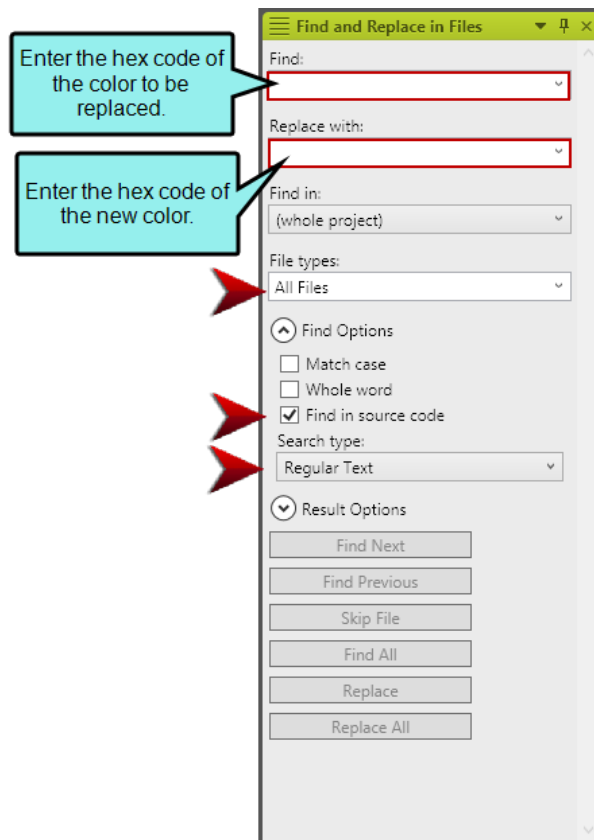 Find and Replace in Files
Enter the hex code of
the color to be
replaced.
Find:
Replace with:
Enter the hex code of
the new color.
Find in:
(whole project)
File types:
All Files
Find Options
Match case
Whole word
Find in source code
Search type:
Regular Text
Result Options
Find Next
Find Previous
Skip File
Find All
Replace
Replace All